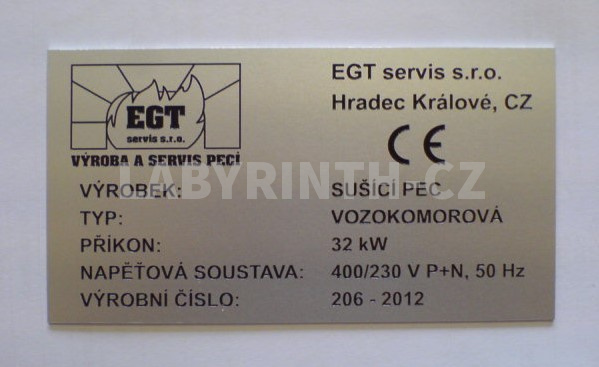 EGT
servis s.r.o.
VÝROBA A SERVIS PECÍ
EGT servis s.r.o.
Hradec Králové, CZ
CE
LABYRINTH.CZ
VÝROBEK: SUŠÍCÍ PEC
TYP: VOZOKOMOROVÁ
PŘÍKON: 32 kW
NAPĚŤOVÁ SOUSTAVA: 400/230 V P+N, 50 Hz
VÝROBNÍ ČÍSLO: 206 - 2012